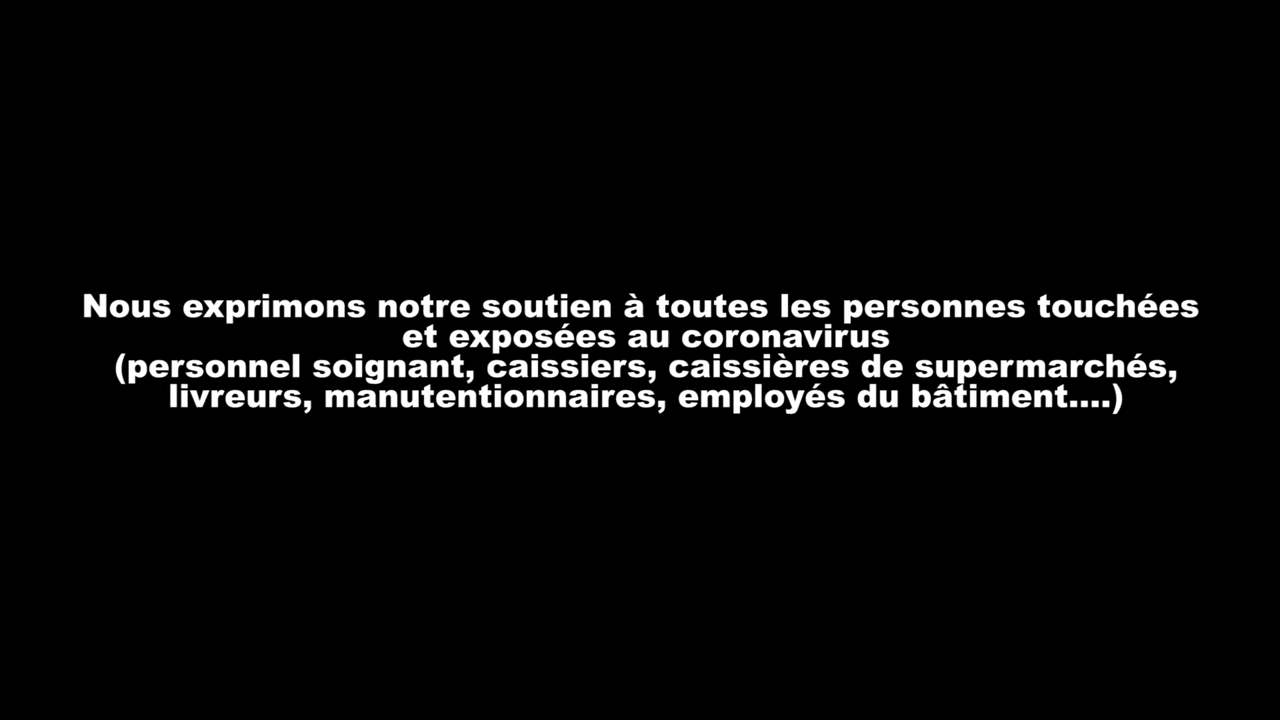 Nous exprimons notre soutien à toutes les personnes touchées
et exposées au coronavirus
(personnel soignant, caissiers, caissières de supermarchés,
livreurs, manutentionnaires, employés du bâtiment....)